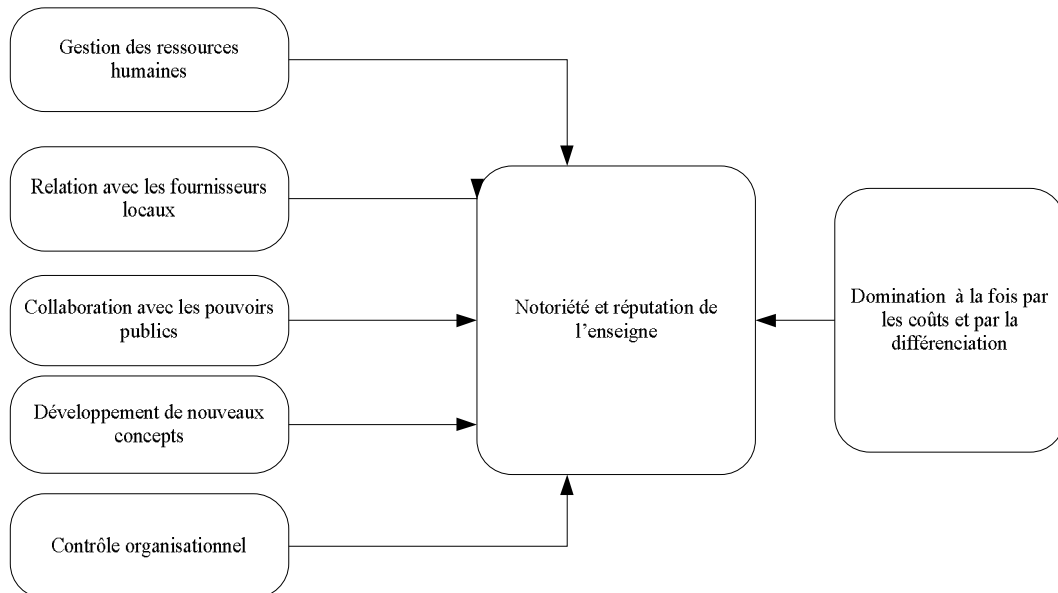 Gestion des ressources
humaines
Relation avec les fournisseurs
locaux
Collaboration avec les pouvoirs
publics
Développement de nouveaux
concepts
Contrôle organisationnel
Notoriété et réputation de
l’enseigne
Domination à la fois par
les coûts et par la
différenciation